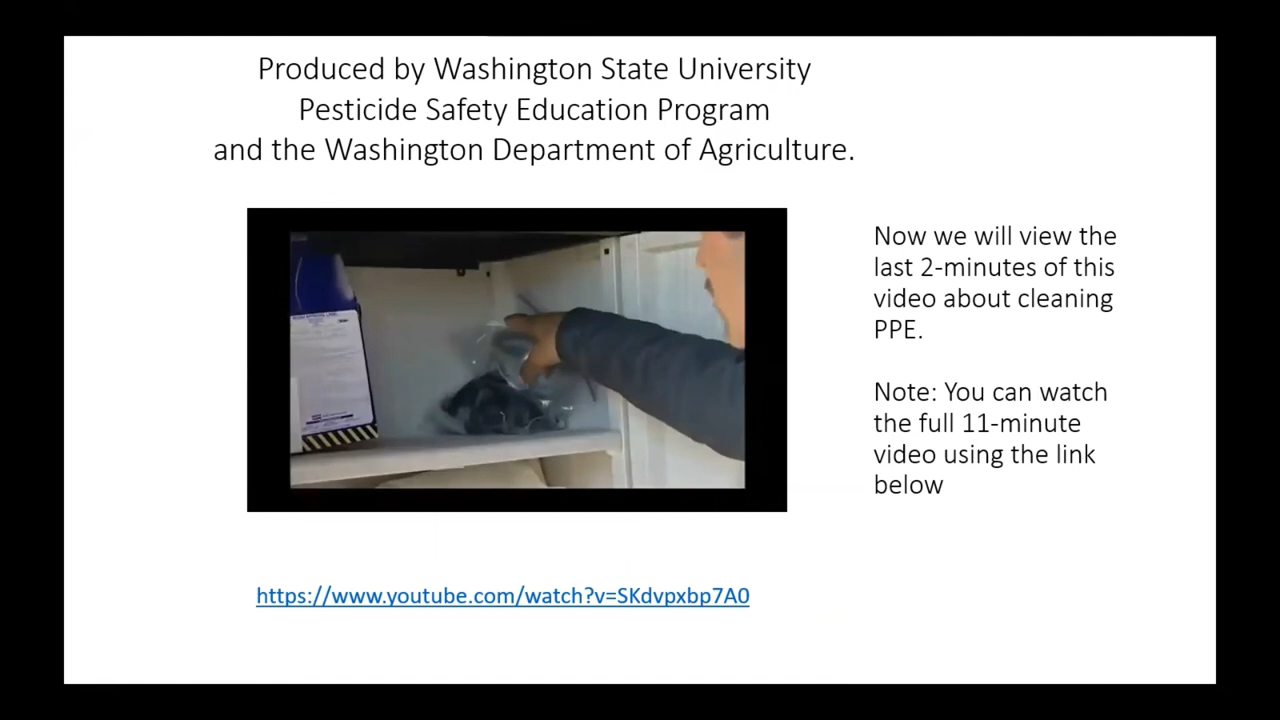 Produced by Washington State University
Pesticide Safety Education Program
and the Washington Department of Agriculture.
Now we will view the
last 2-minutes of this
video about cleaning
PPE.
Note: You can watch
the full 11-minute
video using the link
below
https://www.youtube.com/watch?v=SKdvpxbp7A0